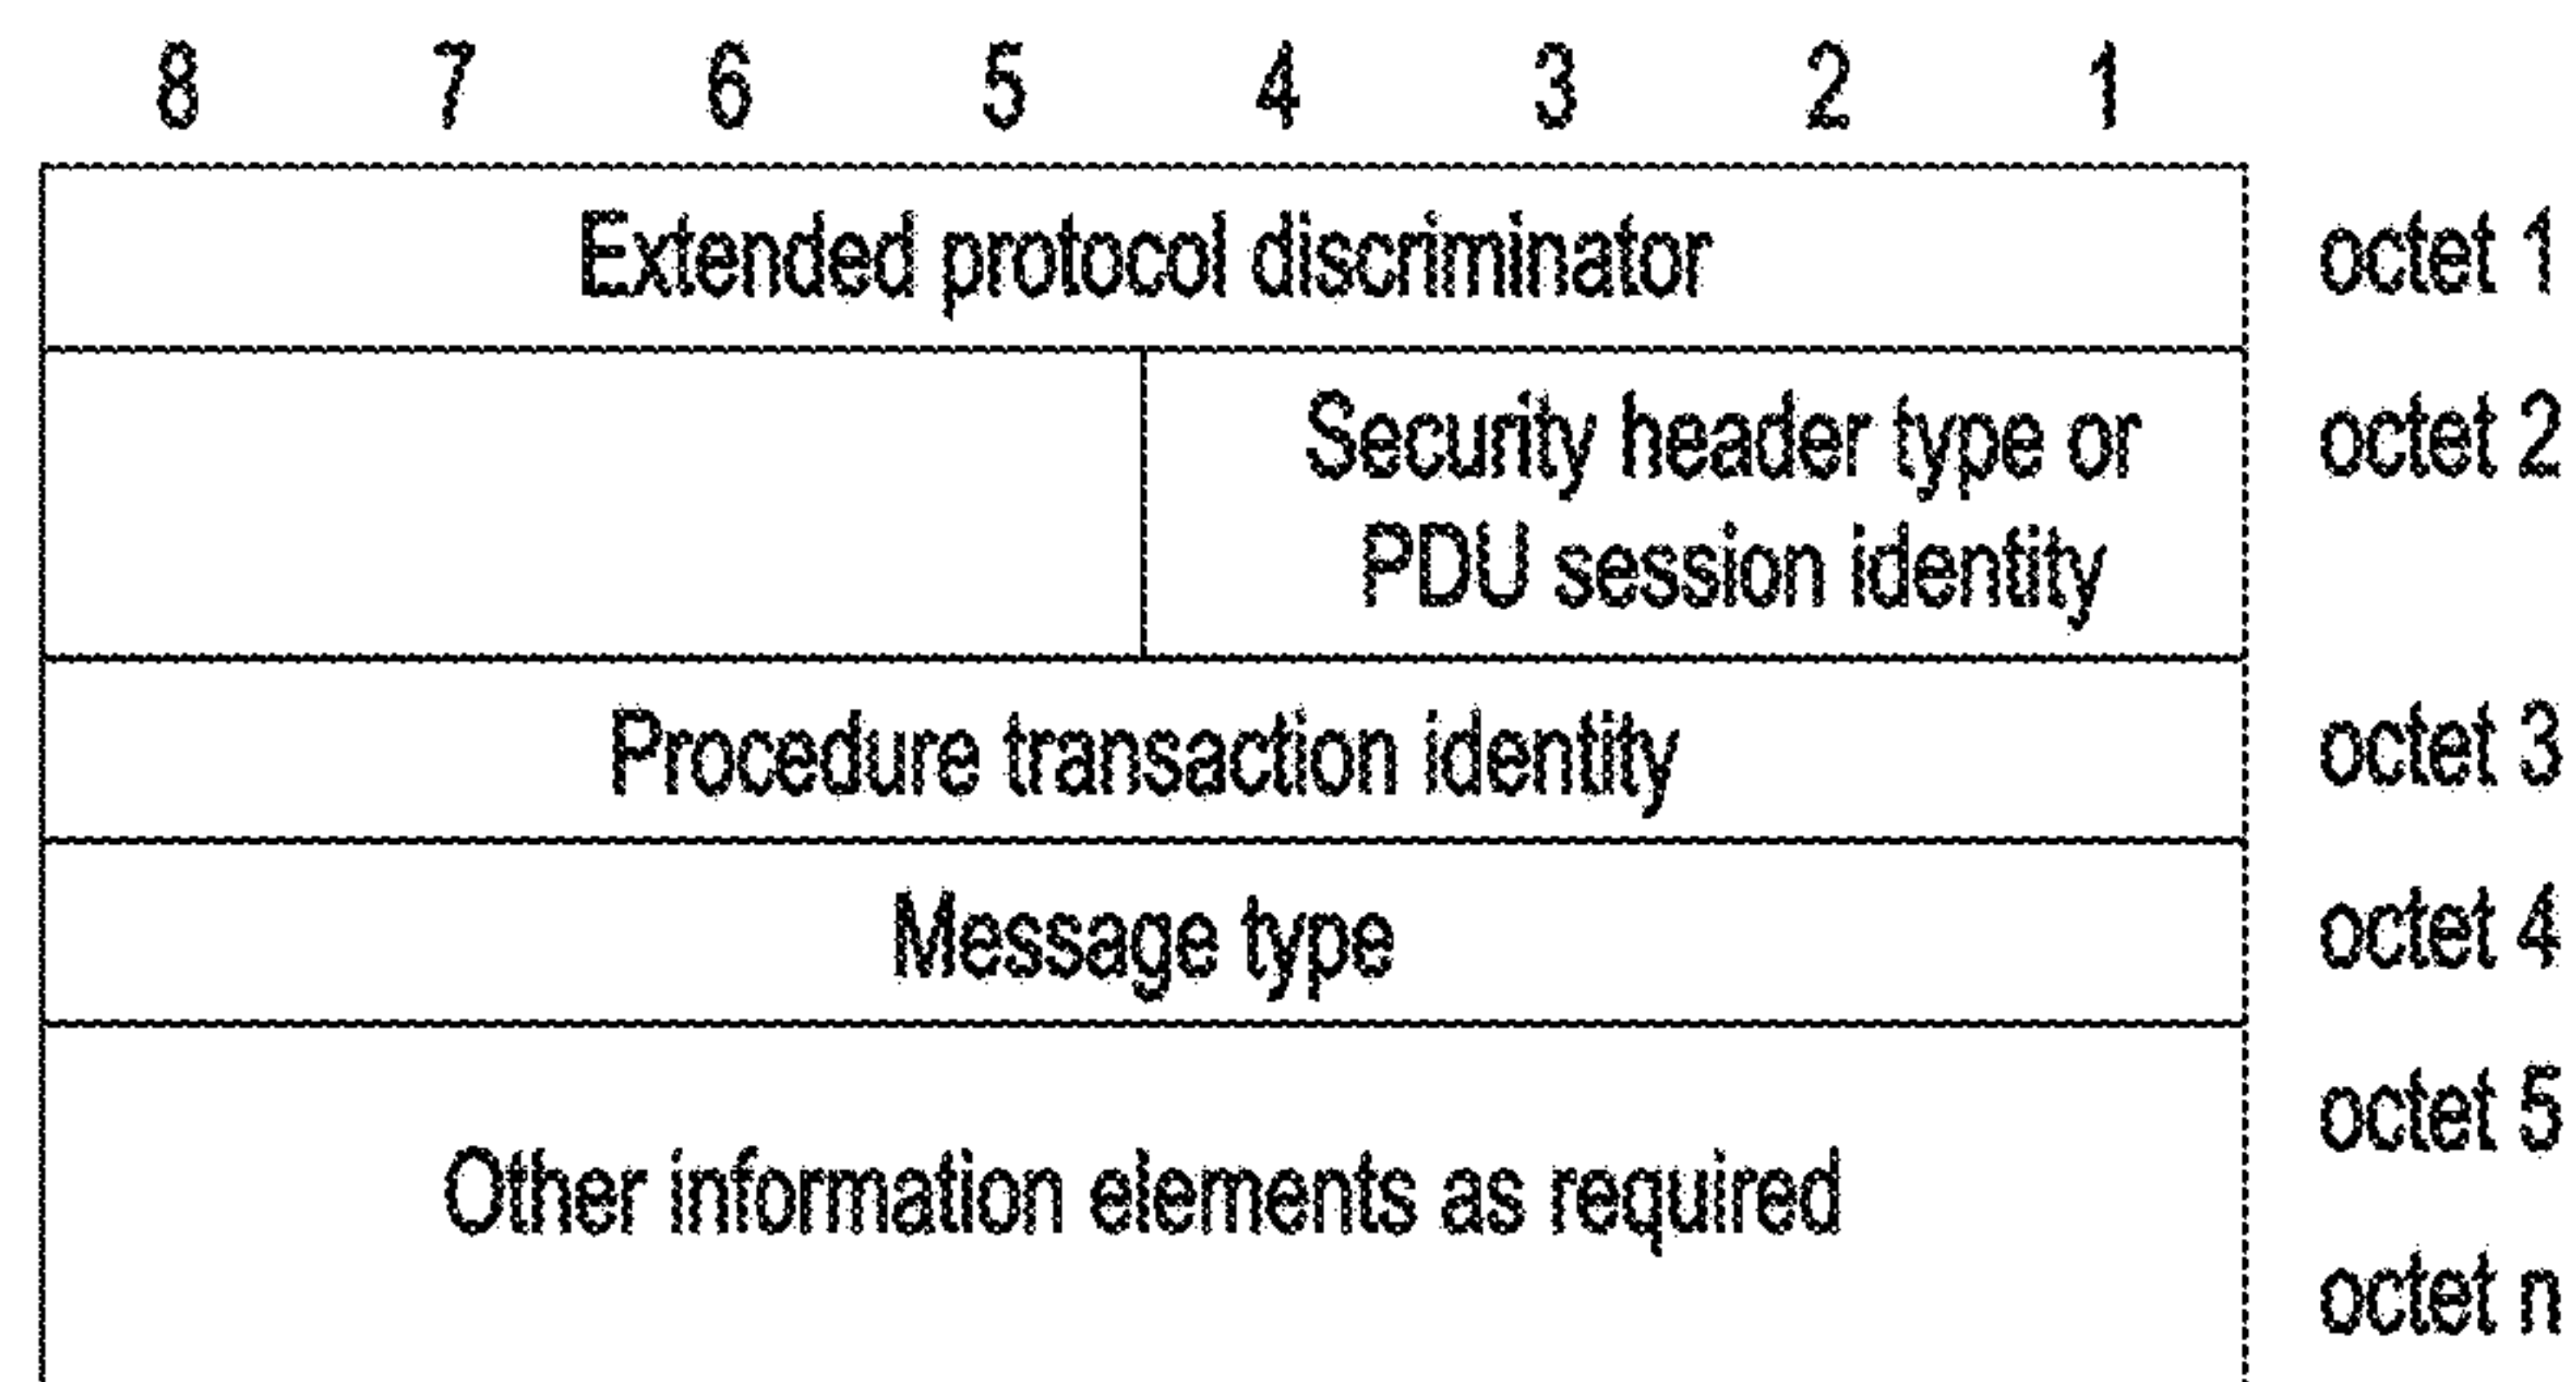 8 7 6 5 4 3 2 1
Extended protocol discriminator octet 1
Security header type or octet 2
PDU session identity
Procedure transaction identity octet 3
Message type octet 4
octet 5
Other information elements as required
octet n